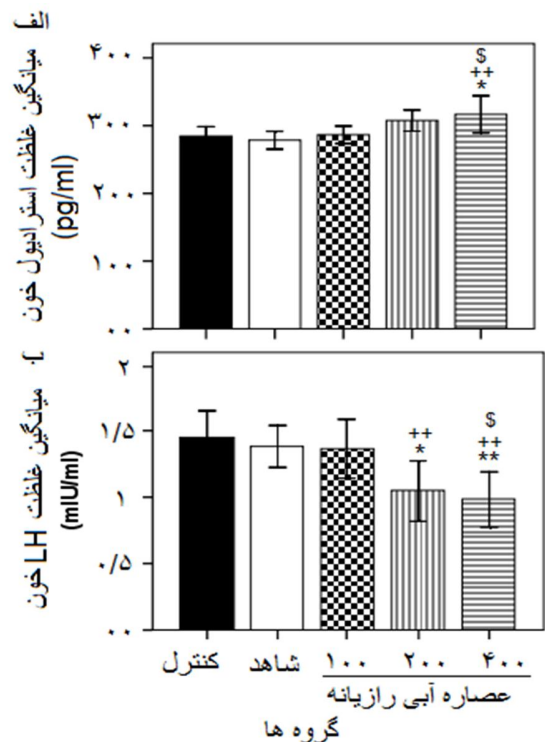 الف)
میانگین غلظت استرادیول خون
(pg/ml)
۴۰۰
۳۰۰
۲۰۰
۱۰۰
۰۰
$
++
*
میانگین غلظت LH خون
(mIU/ml)
۲
۱/۵
۱
۰/۵
۰۰
++
*
$
++
**
کنترل
شاهد
۱۰۰
۲۰۰
۴۰۰
عصاره آبی رازیانه
گروه ها